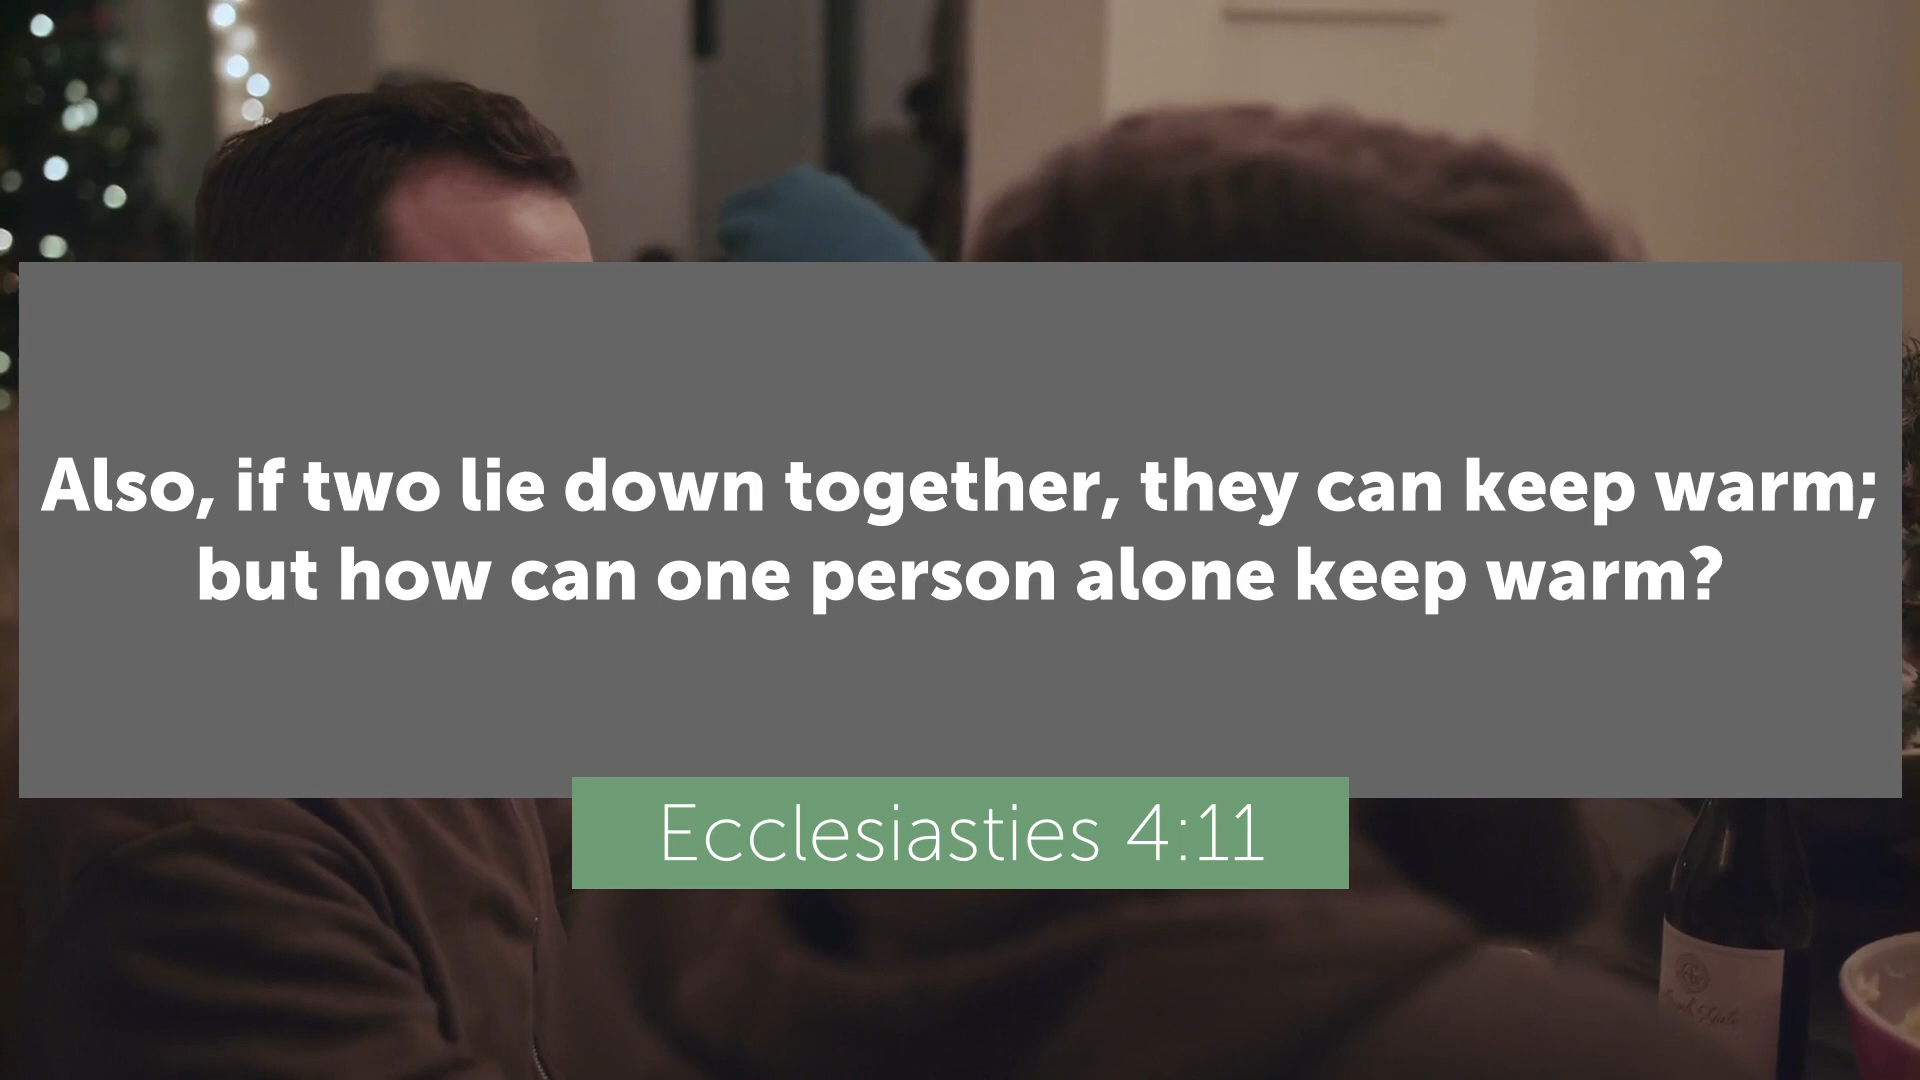 Also, if two lie down together, they can keep warm;
but how can one person alone keep warm?
Ecclesiasties 4:11